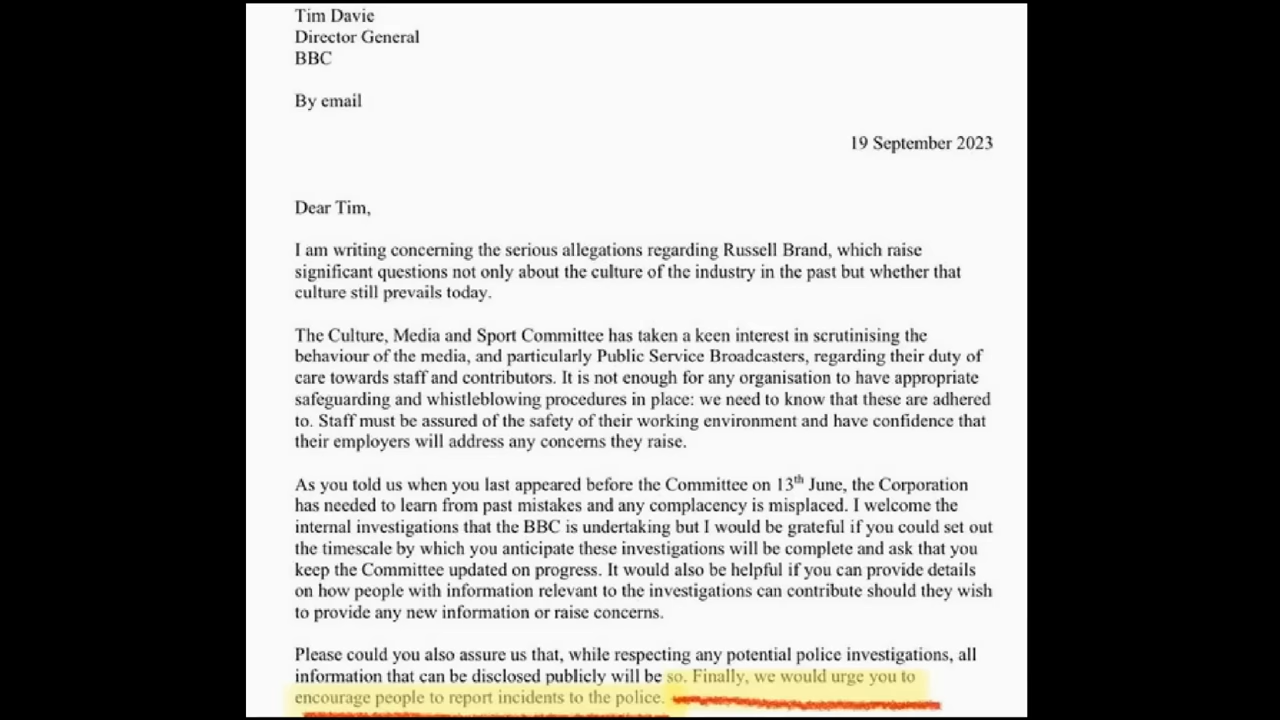 Tim Davie
Director General
BBC
By email
19 September 2023
Dear Tim,
I am writing concerning the serious allegations regarding Russell Brand, which raise
significant questions not only about the culture of the industry in the past but whether that
culture still prevails today.
The Culture, Media and Sport Committee has taken a keen interest in scrutinising the
behaviour of the media, and particularly Public Service Broadcasters, regarding their duty of
care towards staff and contributors. It is not enough for any organisation to have appropriate
safeguarding and whistleblowing procedures in place: we need to know that these are adhered
to. Staff must be assured of the safety of their working environment and have confidence that
their employers will address any concerns they raise.
As you told us when you last appeared before the Committee on 13th June, the Corporation
has needed to learn from past mistakes and any complacency is misplaced. I welcome the
internal investigations that the BBC is undertaking but I would be grateful if you could set out
the timescale by which you anticipate these investigations will be complete and ask that you
keep the Committee updated on progress. It would also be helpful if you can provide details
on how people with information relevant to the investigations can contribute should they wish
to provide any new information or raise concerns.
Please could you also assure us that, while respecting any potential police investigations, all
information that can be disclosed publicly will be so. Finally, we would urge you to
encourage people to report incidents to the police.